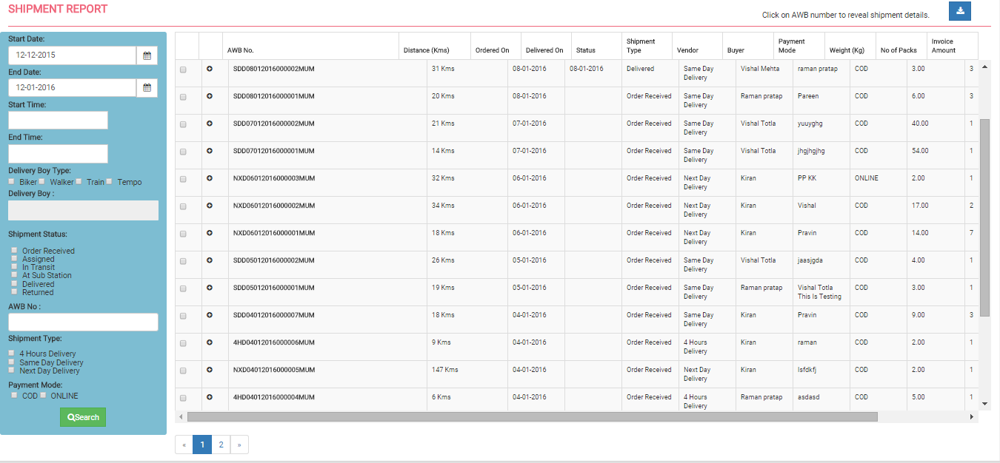 SHIPMENT REPORT
Click on AWB number to reveal shipment details.
Start Date:
12-12-2015
End Date:
12-01-2016
Start Time:
End Time:
Delivery Boy Type:
Biker Walker Train Tempo
Delivery Boy :
Shipment Status:
Order Received
Assigned
In Transit
At Sub Station
Delivered
Returned
AWB No :
Shipment Type:
4 Hours Delivery
Same Day Delivery
Next Day Delivery
Payment Mode:
COD ONLINE
Search
AWB No. Distance (Kms) Ordered On Delivered On Status Shipment Type Vendor Buyer Payment Mode Weight (Kg) No of Packs Invoice Amount
SDD08012016000002MUM 31 Kms 08-01-2016 08-01-2016 Delivered Same Day Delivery Vishal Mehta raman pratap COD 3.00 3
SDD08012016000001MUM 20 Kms 08-01-2016 Order Received Same Day Delivery Raman pratap Pareen COD 6.00 3
SDD07012016000002MUM 21 Kms 07-01-2016 Order Received Same Day Delivery Vishal Totla yuuyghg COD 40.00 1
SDD07012016000001MUM 14 Kms 07-01-2016 Order Received Same Day Delivery Vishal Totla jhgjhgjhg COD 54.00 1
NXD06012016000003MUM 32 Kms 06-01-2016 Order Received Next Day Delivery Kiran PP KK ONLINE 2.00 1
NXD06012016000002MUM 34 Kms 06-01-2016 Order Received Next Day Delivery Kiran Vishal COD 17.00 2
NXD06012016000001MUM 18 Kms 06-01-2016 Order Received Next Day Delivery Kiran Pravin COD 14.00 7
SDD05012016000002MUM 26 Kms 05-01-2016 Order Received Same Day Delivery Vishal Totla jaasjgda COD 4.00 1
SDD05012016000001MUM 19 Kms 05-01-2016 Order Received Same Day Delivery Raman pratap Vishal Totla This Is Testing COD 3.00 1
SDD04012016000007MUM 18 Kms 04-01-2016 Order Received Same Day Delivery Kiran Pravin COD 9.00 3
4HD04012016000006MUM 9 Kms 04-01-2016 Order Received 4 Hours Delivery Kiran raman COD 2.00 1
NXD04012016000005MUM 147 Kms 04-01-2016 Order Received Next Day Delivery Kiran lsfdkfj COD 2.00 1
4HD04012016000004MUM 6 Kms 04-01-2016 Order Received 4 Hours Delivery Raman pratap asdasd COD 5.00 1
« 1 2 »